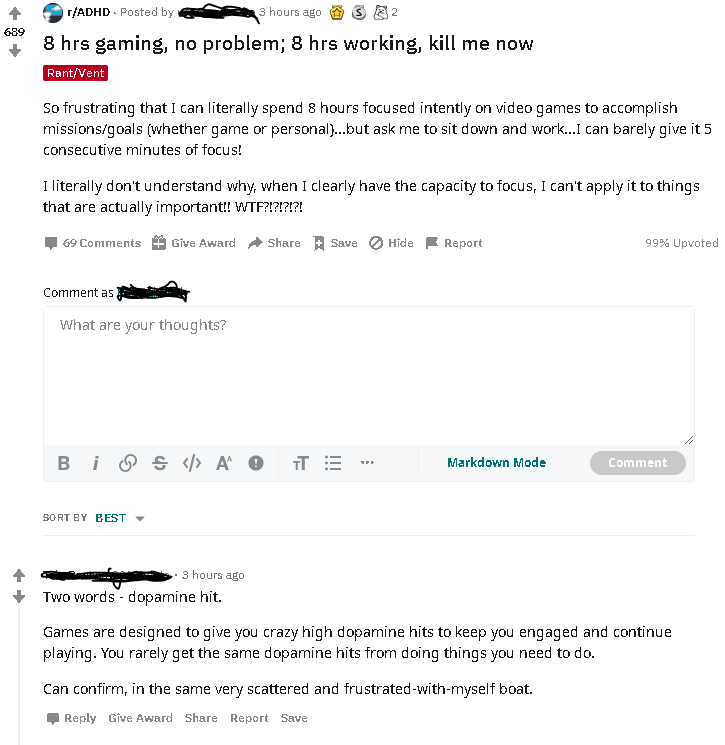 r/ADHD · Posted by 3 hours ago S 2
689
8 hrs gaming, no problem; 8 hrs working, kill me now
Rant/Vent
So frustrating that I can literally spend 8 hours focused intently on video games to accomplish
missions/goals (whether game or personal)...but ask me to sit down and work...I can barely give it 5
consecutive minutes of focus!
I literally don't understand why, when I clearly have the capacity to focus, I can't apply it to things
that are actually important!! WTF?!?!?!?!
69 Comments Give Award Share Save Hide Report 99% Upvoted
Comment as
What are your thoughts?
B i S </> A^ ! TT ... Markdown Mode Comment
SORT BY BEST
· 3 hours ago
Two words - dopamine hit.
Games are designed to give you crazy high dopamine hits to keep you engaged and continue
playing. You rarely get the same dopamine hits from doing things you need to do.
Can confirm, in the same very scattered and frustrated-with-myself boat.
Reply Give Award Share Report Save